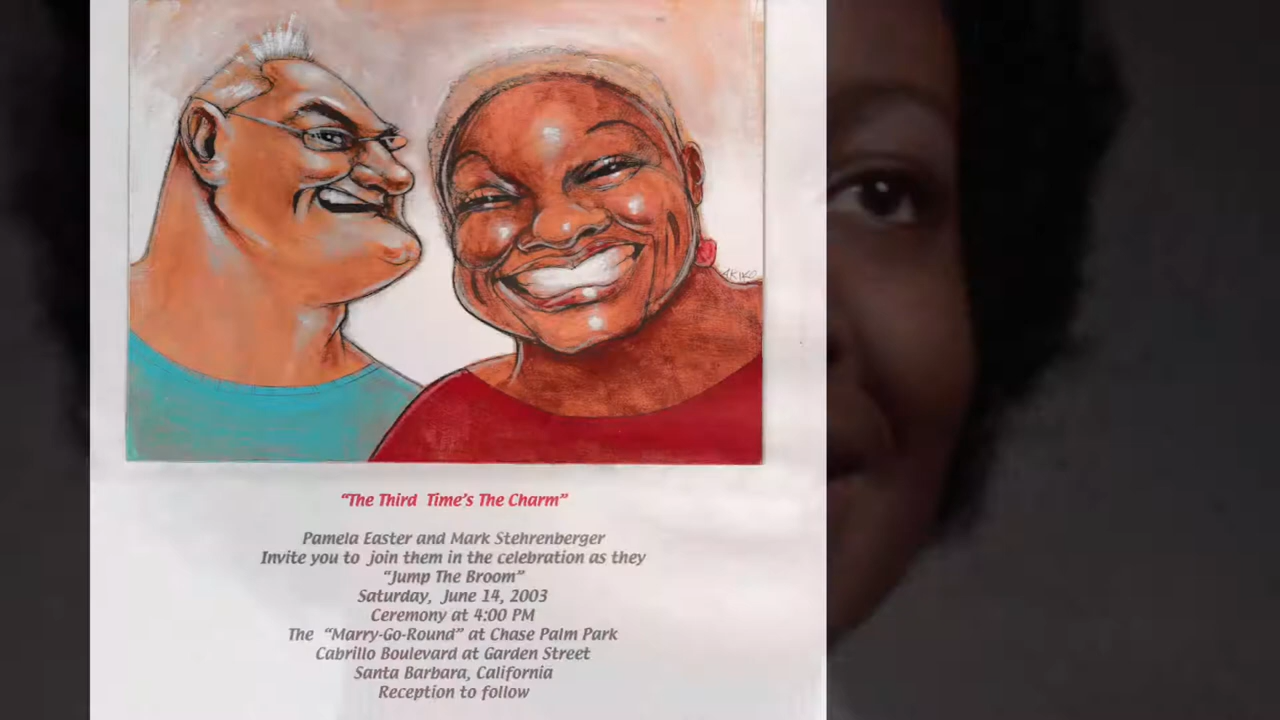 AKIKO
"The Third Time's The Charm"
Pamela Easter and Mark Stehrenberger
Invite you to join them in the celebration as they
"Jump The Broom"
Saturday, June 14, 2003
Ceremony at 4:00 PM
The "Marry-Go-Round" at Chase Palm Park
Cabrillo Boulevard at Garden Street
Santa Barbara, California
Reception to follow